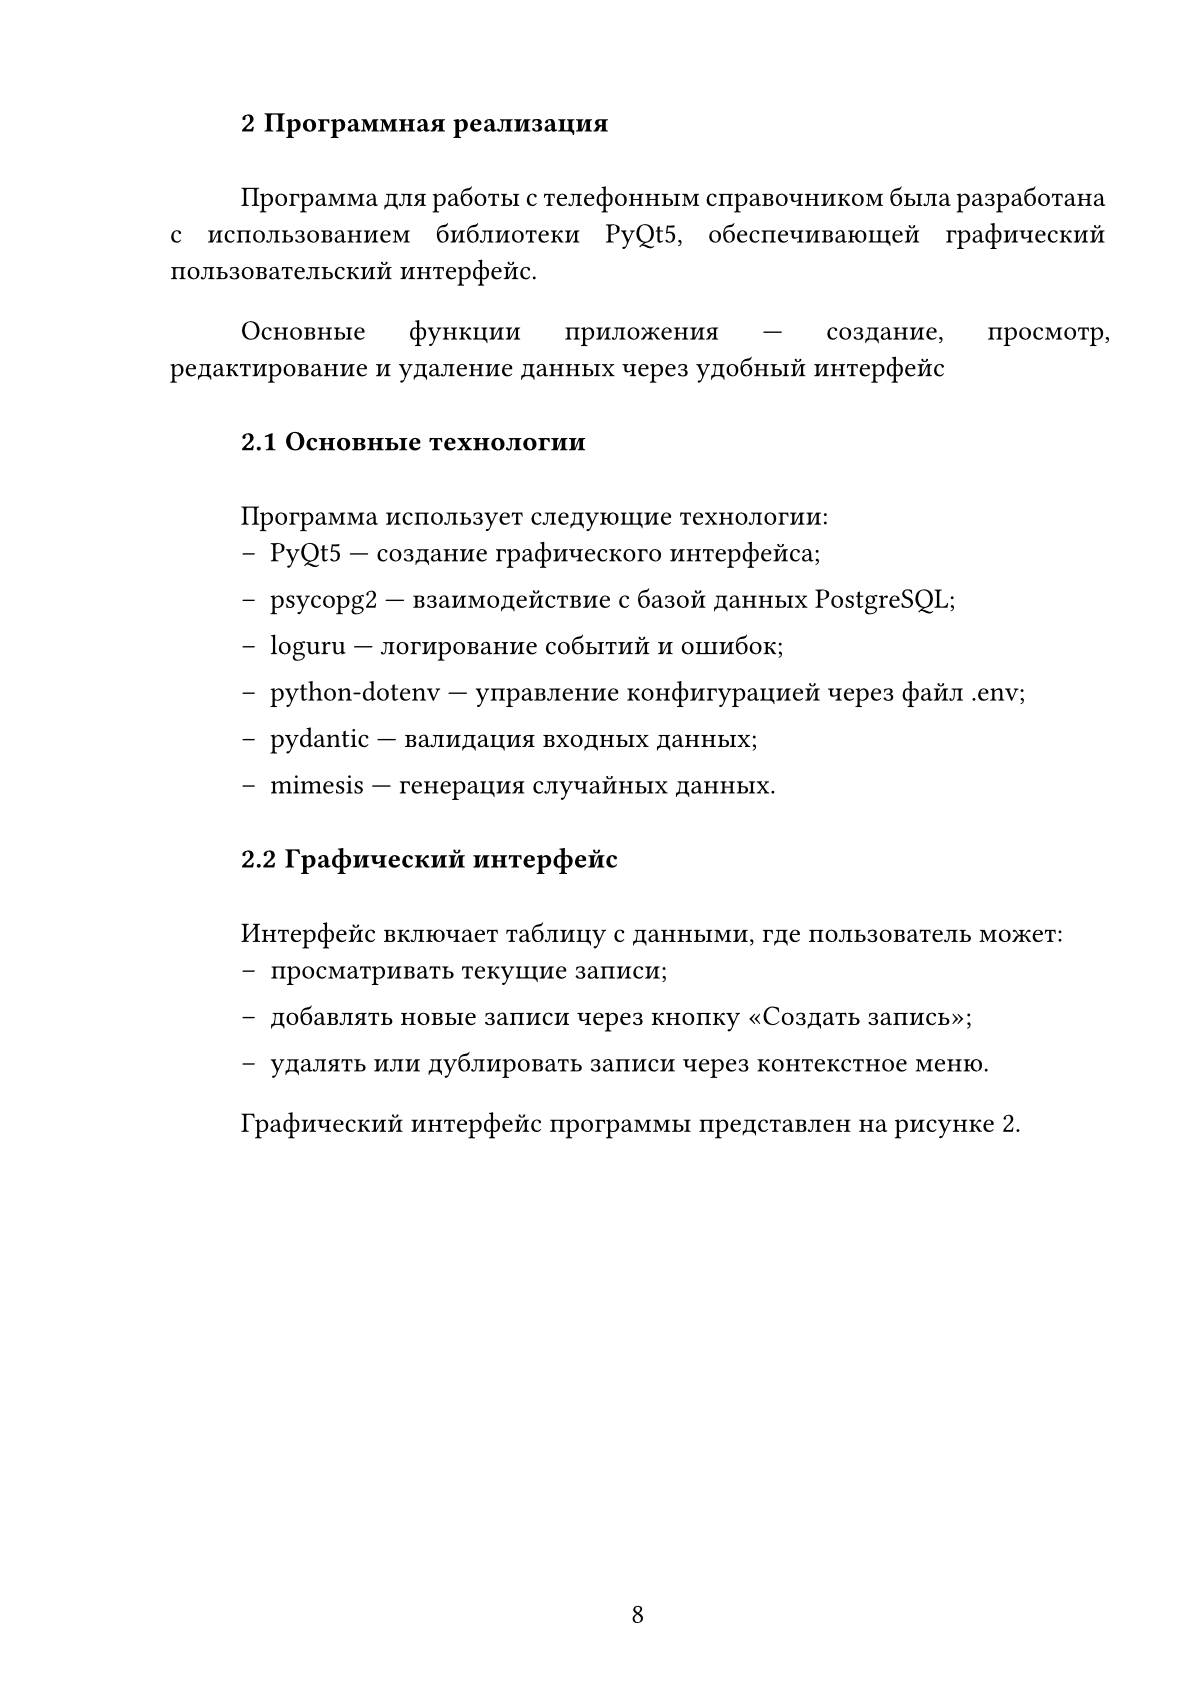 2 Программная реализация
Программа для работы с телефонным справочником была разработана
с использованием библиотеки PyQt5, обеспечивающей графический
пользовательский интерфейс.
Основные функции приложения — создание, просмотр,
редактирование и удаление данных через удобный интерфейс
2.1 Основные технологии
Программа использует следующие технологии:
– PyQt5 — создание графического интерфейса;
– psycopg2 — взаимодействие с базой данных PostgreSQL;
– loguru — логирование событий и ошибок;
– python-dotenv — управление конфигурацией через файл .env;
– pydantic — валидация входных данных;
– mimesis — генерация случайных данных.
2.2 Графический интерфейс
Интерфейс включает таблицу с данными, где пользователь может:
– просматривать текущие записи;
– добавлять новые записи через кнопку «Создать запись»;
– удалять или дублировать записи через контекстное меню.
Графический интерфейс программы представлен на рисунке 2.
8